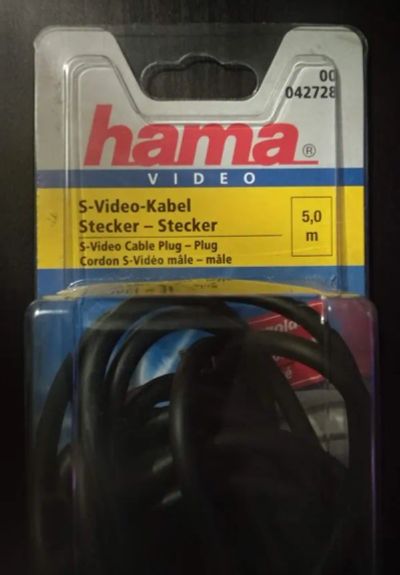 00
042728
hama®
VIDEO
S-Video-Kabel
Stecker – Stecker
5,0
m
S-Video Cable Plug – Plug
Cordon S-Vidéo mâle – mâle